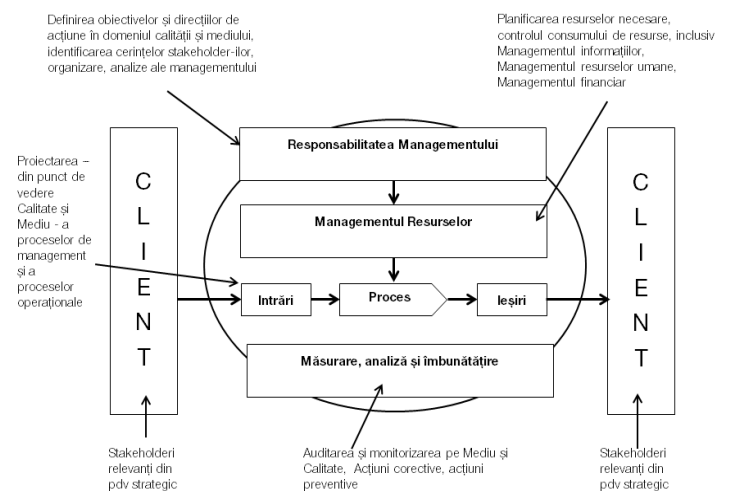 Definirea obiectivelor și direcțiilor de
acțiune în domeniul calității și mediului,
identificarea cerințelor stakeholder-ilor,
organizare, analize ale managementului
Planificarea resurselor necesare,
controlul consumului de resurse, inclusiv
Managementul informațiilor,
Managementul resurselor umane,
Managementul financiar
Responsabilitatea Managementului
Proiectarea –
din punct de
vedere
Calitate și
Mediu - a
proceselor de
management
și a
proceselor
operaționale
C
L
I
E
N
T
Managementul Resurselor
Intrări
Proces
Ieșiri
C
L
I
E
N
T
Măsurare, analiză și îmbunătățire
Stakeholderi
relevanți din
pdv strategic
Auditarea și monitorizarea pe Mediu și
Calitate, Acțiuni corective, acțiuni
preventive
Stakeholderi
relevanți din
pdv strategic